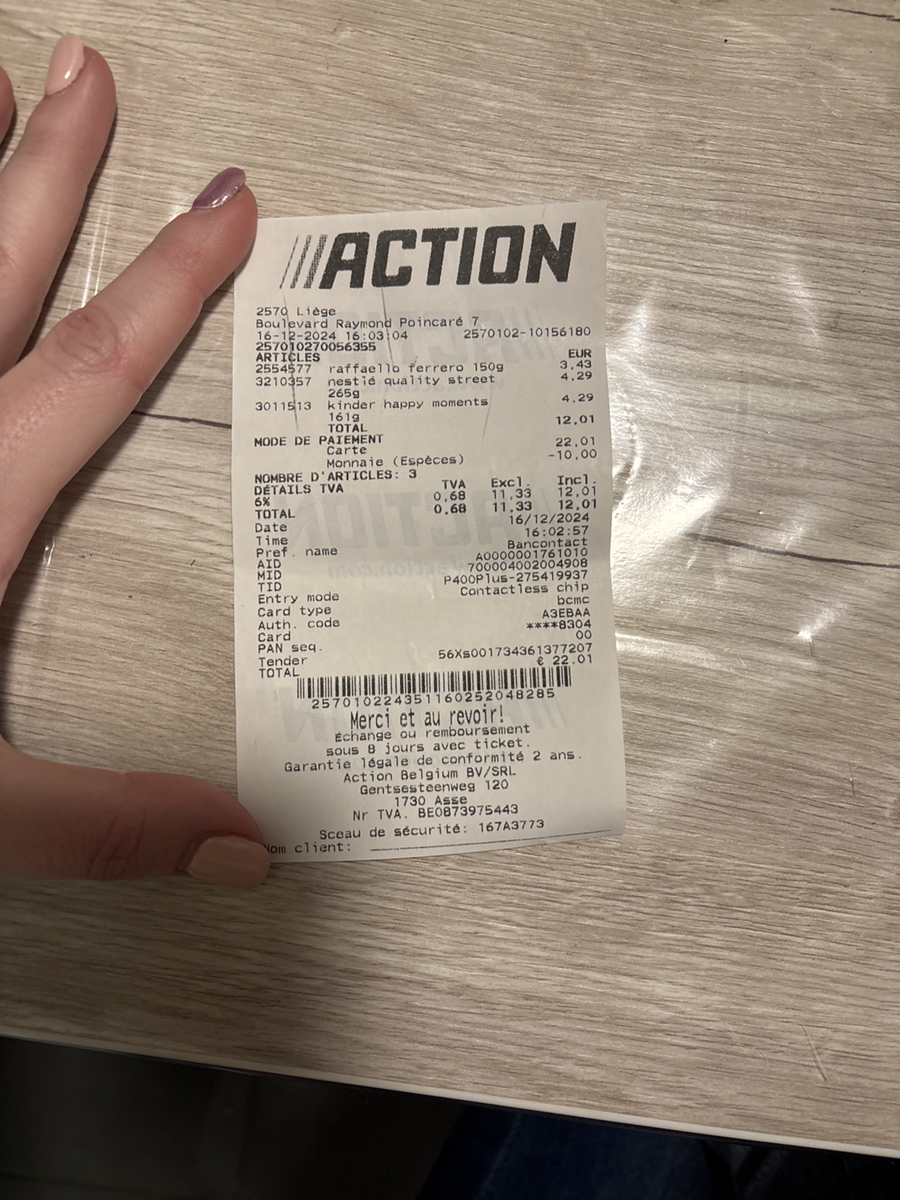 ACTION
2570 Liège
Boulevard Raymond Poincaré 7
16-12-2024 16:03:04 2570102-10156180
257010270056355
ARTICLES EUR
2554577 raffaello ferrero 150g 3,43
3210357 nestlé quality street 4,29
265g
3011513 kinder happy moments 4,29
161g
TOTAL 12,01
MODE DE PAIEMENT
Carte 22,01
Monnaie (Espèces) -10,00
NOMBRE D'ARTICLES: 3
DÉTAILS TVA TVA Excl. Incl.
6% 0,68 11,33 12,01
TOTAL 0,68 11,33 12,01
Date 16/12/2024
Time 16:02:57
Pref. name Bancontact
AID A0000001761010
MID 700004002004908
TID P400Plus-275419937
Entry mode Contactless chip
Card type bcmc
Auth. code A3EBAA
Card ****8304
PAN seq. 00
Tender 56Xs001734361377207
TOTAL € 22.01
257010224351160252048285
Merci et au revoir!
Échange ou remboursement
sous 8 jours avec ticket.
Garantie légale de conformité 2 ans.
Action Belgium BV/SRL
Gentsesteenweg 120
1730 Asse
Nr TVA. BE0873975443
Sceau de sécurité: 167A3773
Nom client: